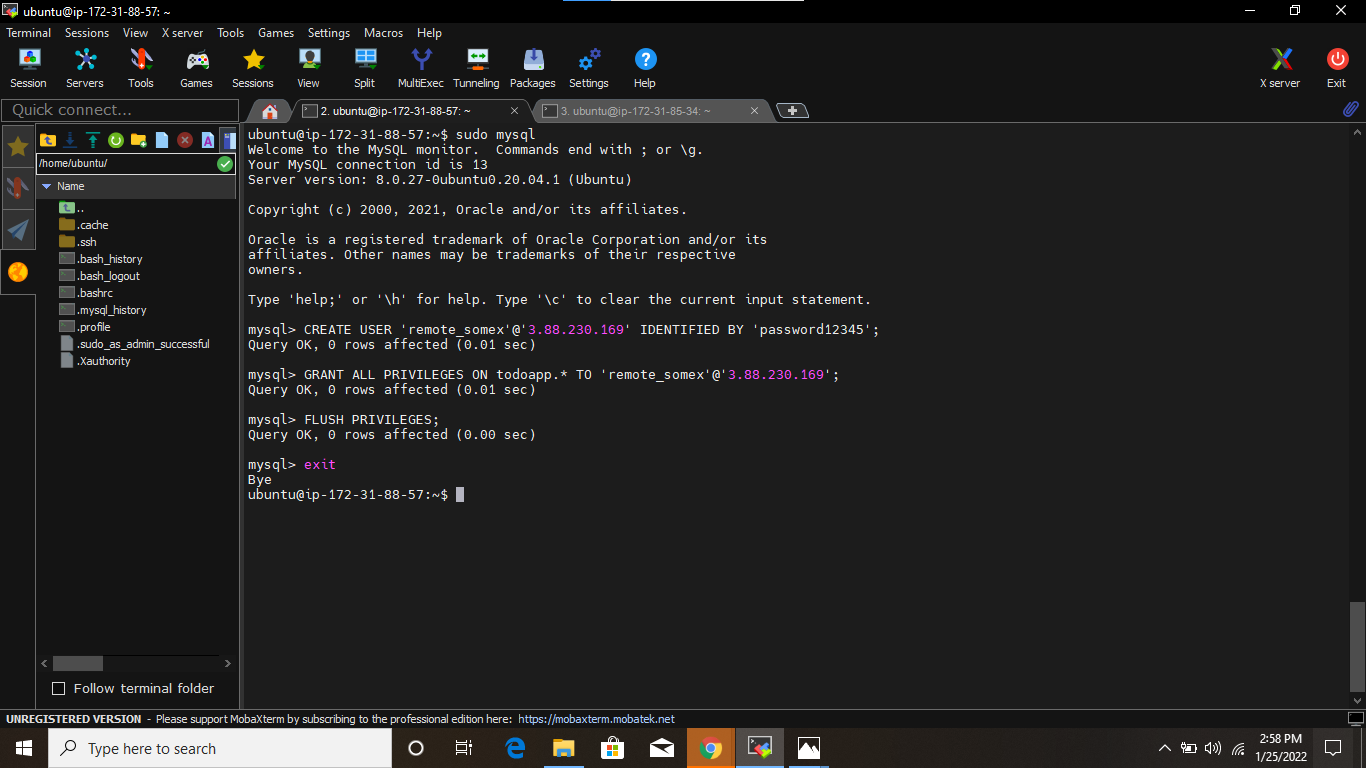 ubuntu@ip-172-31-88-57: ~
Terminal Sessions View X server Tools Games Settings Macros Help
Session Servers Tools Games Sessions View Split MultiExec Tunneling Packages Settings Help X server Exit
Quick connect...
2. ubuntu@ip-172-31-88-57: ~
3. ubuntu@ip-172-31-85-34: ~
/home/ubuntu/
Name
..
.cache
.ssh
.bash_history
.bash_logout
.bashrc
.mysql_history
.profile
.sudo_as_admin_successful
.Xauthority
Follow terminal folder
ubuntu@ip-172-31-88-57:~$ sudo mysql
Welcome to the MySQL monitor.  Commands end with ; or \g.
Your MySQL connection id is 13
Server version: 8.0.27-0ubuntu0.20.04.1 (Ubuntu)
Copyright (c) 2000, 2021, Oracle and/or its affiliates.
Oracle is a registered trademark of Oracle Corporation and/or its
affiliates. Other names may be trademarks of their respective
owners.
Type 'help;' or '\h' for help. Type '\c' to clear the current input statement.
mysql> CREATE USER 'remote_somex'@'3.88.230.169' IDENTIFIED BY 'password12345';
Query OK, 0 rows affected (0.01 sec)
mysql> GRANT ALL PRIVILEGES ON todoapp.* TO 'remote_somex'@'3.88.230.169';
Query OK, 0 rows affected (0.01 sec)
mysql> FLUSH PRIVILEGES;
Query OK, 0 rows affected (0.00 sec)
mysql> exit
Bye
ubuntu@ip-172-31-88-57:~$
UNREGISTERED VERSION - Please support MobaXterm by subscribing to the professional edition here: https://mobaxterm.mobatek.net
Type here to search
2:58 PM
1/25/2022